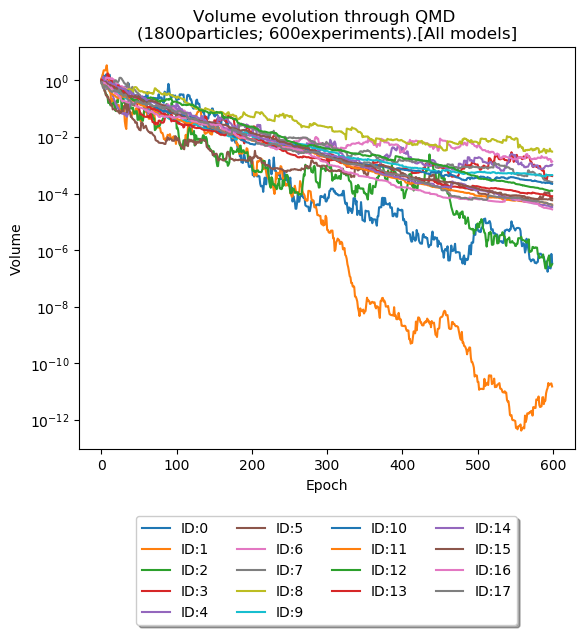 Volume evolution through QMD
(1800particles; 600experiments).[All models]
Volume
10⁰
10⁻²
10⁻⁴
10⁻⁶
10⁻⁸
10⁻¹⁰
10⁻¹²
0 100 200 300 400 500 600
Epoch
ID:0 ID:5 ID:10 ID:14
ID:1 ID:6 ID:11 ID:15
ID:2 ID:7 ID:12 ID:16
ID:3 ID:8 ID:13 ID:17
ID:4 ID:9